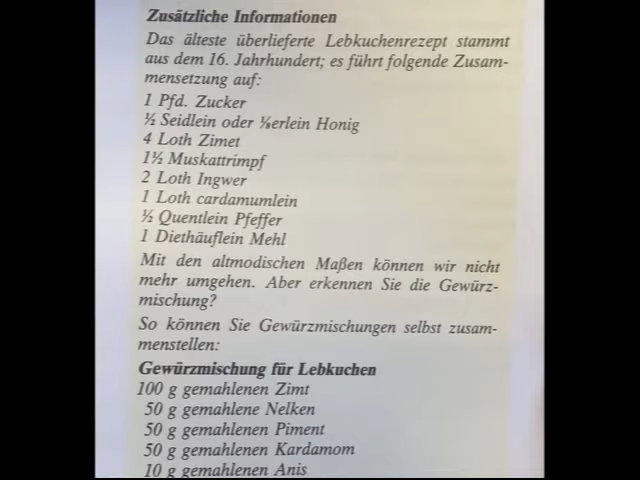 Zusätzliche Informationen
Das älteste überlieferte Lebkuchenrezept stammt
aus dem 16. Jahrhundert; es führt folgende Zusam-
mensetzung auf:
1 Pfd. Zucker
½ Seidlein oder ⅛erlein Honig
4 Loth Zimet
1½ Muskattrimpf
2 Loth Ingwer
1 Loth cardamumlein
½ Quentlein Pfeffer
1 Diethäuflein Mehl
Mit den altmodischen Maßen können wir nicht
mehr umgehen. Aber erkennen Sie die Gewürz-
mischung?
So können Sie Gewürzmischungen selbst zusam-
menstellen:
Gewürzmischung für Lebkuchen
100 g gemahlenen Zimt
50 g gemahlene Nelken
50 g gemahlenen Piment
50 g gemahlenen Kardamom
10 g gemahlenen Anis